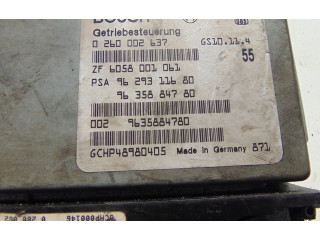 BOSCH
Getriebesteuerung
0 260 002 637 GS10.11.4
55
ZF 6058 001 061
PSA 96 293 116 80
96 358 847 80
002 9635884780
GCHP48980405 Made in Germany 871